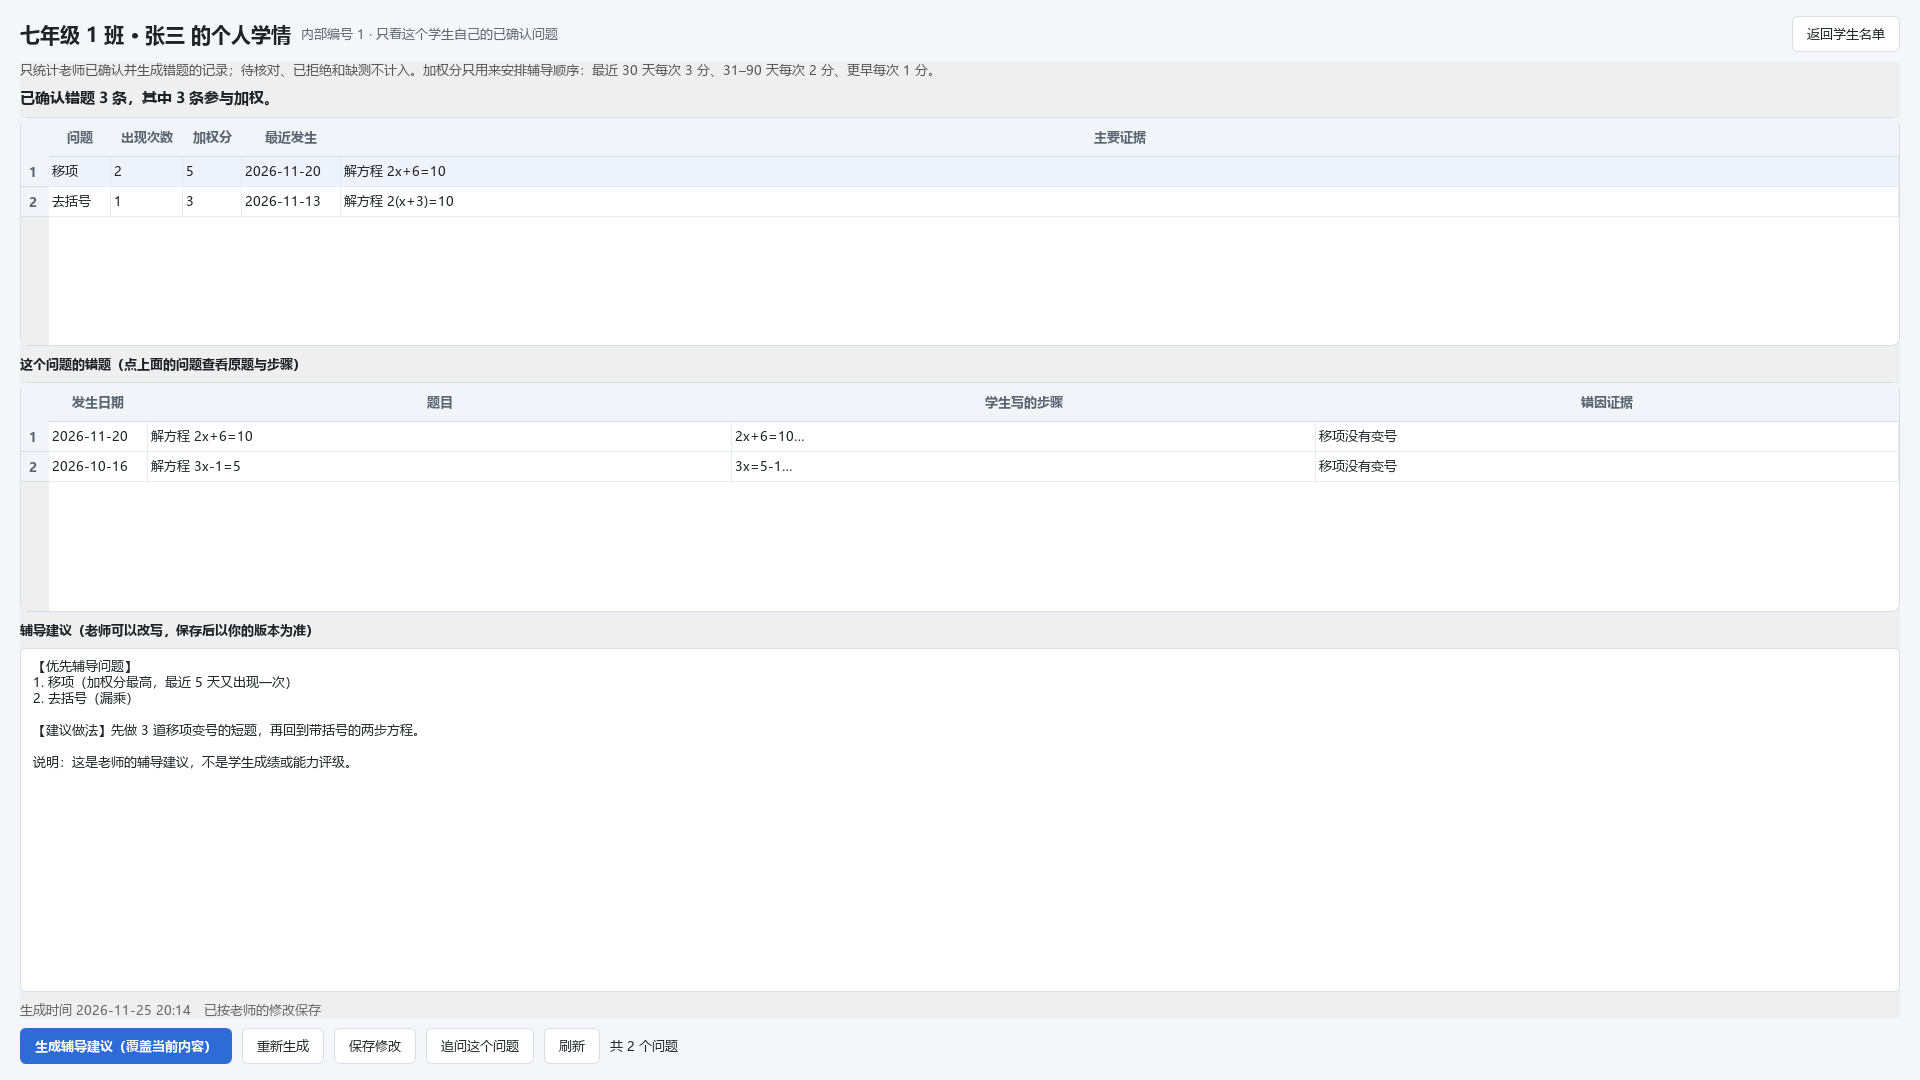 七年级 1 班 · 张三 的个人学情 内部编号 1 · 只看这个学生自己的已确认问题 返回学生名单
只统计老师已确认并生成错题的记录；待核对、已拒绝和缺测不计入。加权分只用来安排辅导顺序：最近 30 天每次 3 分、31–90 天每次 2 分、更早每次 1 分。
已确认错题 3 条，其中 3 条参与加权。
问题 出现次数 加权分 最近发生 主要证据
1 移项 2 5 2026-11-20 解方程 2x+6=10
2 去括号 1 3 2026-11-13 解方程 2(x+3)=10
这个问题的错题（点上面的问题查看原题与步骤）
发生日期 题目 学生写的步骤 错因证据
1 2026-11-20 解方程 2x+6=10 2x+6=10... 移项没有变号
2 2026-10-16 解方程 3x-1=5 3x=5-1... 移项没有变号
辅导建议（老师可以改写，保存后以你的版本为准）
【优先辅导问题】
1. 移项（加权分最高，最近 5 天又出现一次）
2. 去括号（漏乘）
【建议做法】先做 3 道移项变号的短题，再回到带括号的两步方程。
说明：这是老师的辅导建议，不是学生成绩或能力评级。
生成时间 2026-11-25 20:14 已按老师的修改保存
生成辅导建议（覆盖当前内容） 重新生成 保存修改 追问这个问题 刷新 共 2 个问题